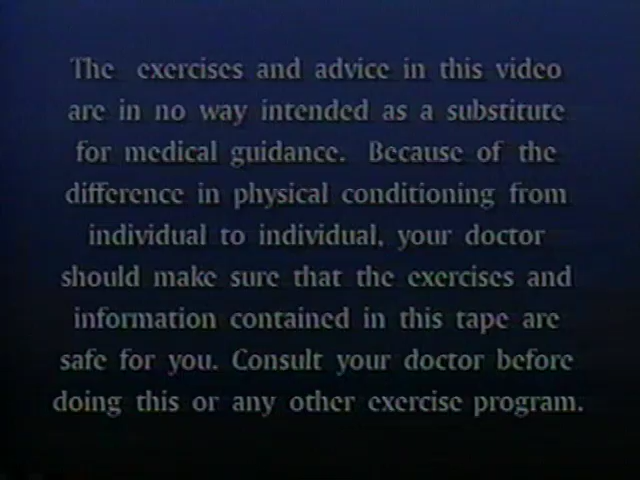 The exercises and advice in this video
are in no way intended as a substitute
for medical guidance. Because of the
difference in physical conditioning from
individual to individual, your doctor
should make sure that the exercises and
information contained in this tape are
safe for you. Consult your doctor before
doing this or any other exercise program.